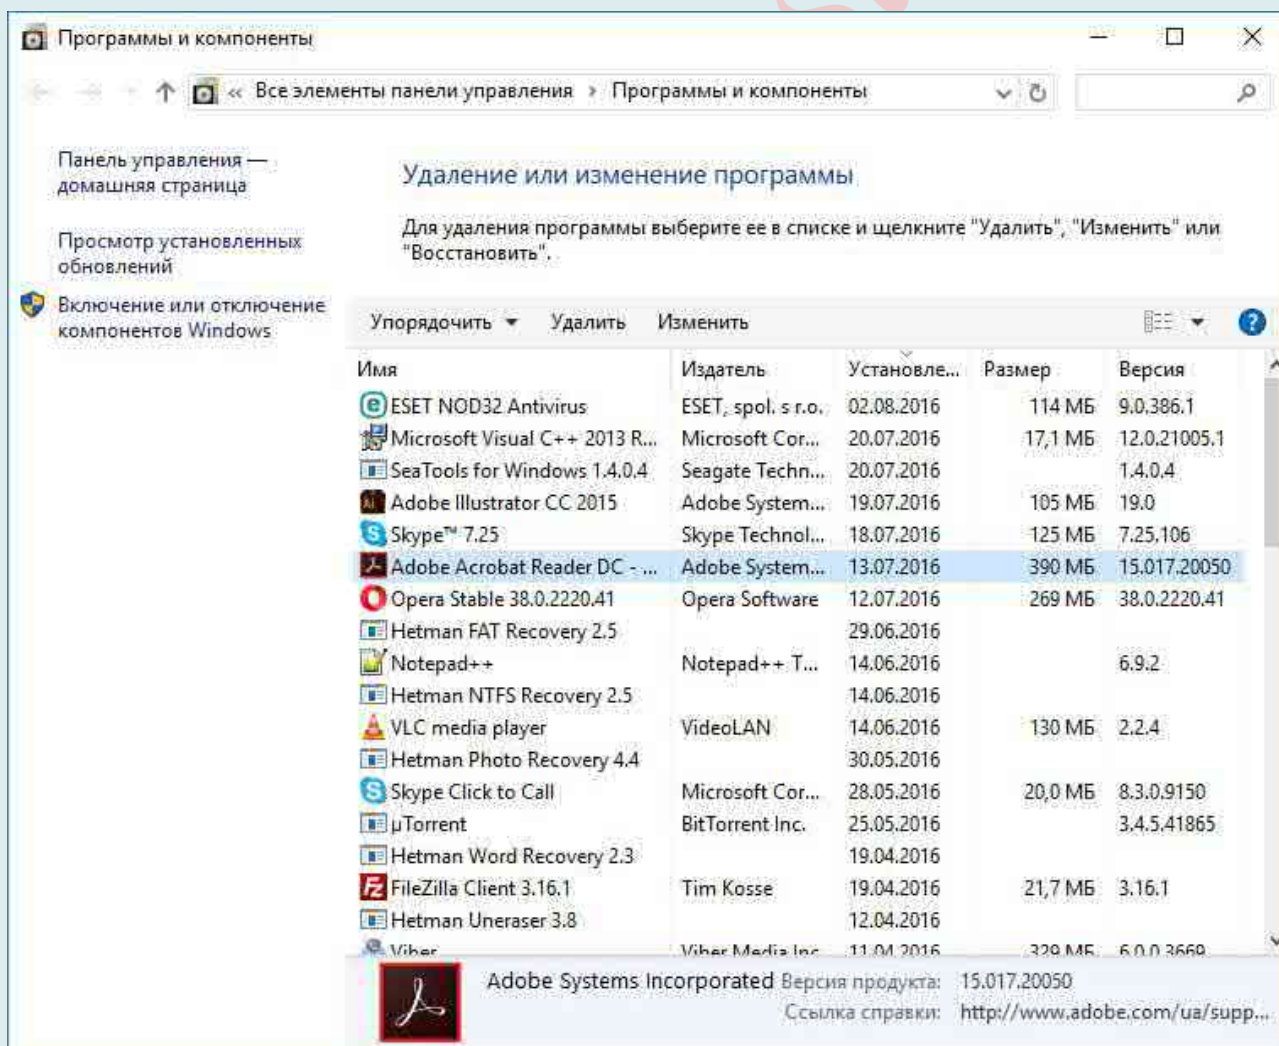 Программы и компоненты
« Все элементы панели управления › Программы и компоненты
Панель управления —
домашняя страница
Просмотр установленных
обновлений
Включение или отключение
компонентов Windows
Удаление или изменение программы
Для удаления программы выберите ее в списке и щелкните "Удалить", "Изменить" или
"Восстановить".
Упорядочить Удалить Изменить
Имя Издатель Установле... Размер Версия
ESET NOD32 Antivirus ESET, spol. s r.o. 02.08.2016 114 МБ 9.0.386.1
Microsoft Visual C++ 2013 R... Microsoft Cor... 20.07.2016 17,1 МБ 12.0.21005.1
SeaTools for Windows 1.4.0.4 Seagate Techn... 20.07.2016 1.4.0.4
Adobe Illustrator CC 2015 Adobe System... 19.07.2016 105 МБ 19.0
Skype™ 7.25 Skype Technol... 18.07.2016 125 МБ 7.25.106
Adobe Acrobat Reader DC - ... Adobe System... 13.07.2016 390 МБ 15.017.20050
Opera Stable 38.0.2220.41 Opera Software 12.07.2016 269 МБ 38.0.2220.41
Hetman FAT Recovery 2.5 29.06.2016
Notepad++ Notepad++ T... 14.06.2016 6.9.2
Hetman NTFS Recovery 2.5 14.06.2016
VLC media player VideoLAN 14.06.2016 130 МБ 2.2.4
Hetman Photo Recovery 4.4 30.05.2016
Skype Click to Call Microsoft Cor... 28.05.2016 20,0 МБ 8.3.0.9150
µTorrent BitTorrent Inc. 25.05.2016 3.4.5.41865
Hetman Word Recovery 2.3 19.04.2016
FileZilla Client 3.16.1 Tim Kosse 19.04.2016 21,7 МБ 3.16.1
Hetman Uneraser 3.8 12.04.2016
Viber Viber Media Inc 11.04.2016 329 МБ 6.0.0.3669
Adobe Systems Incorporated Версия продукта: 15.017.20050
Ссылка справки: http://www.adobe.com/ua/supp...